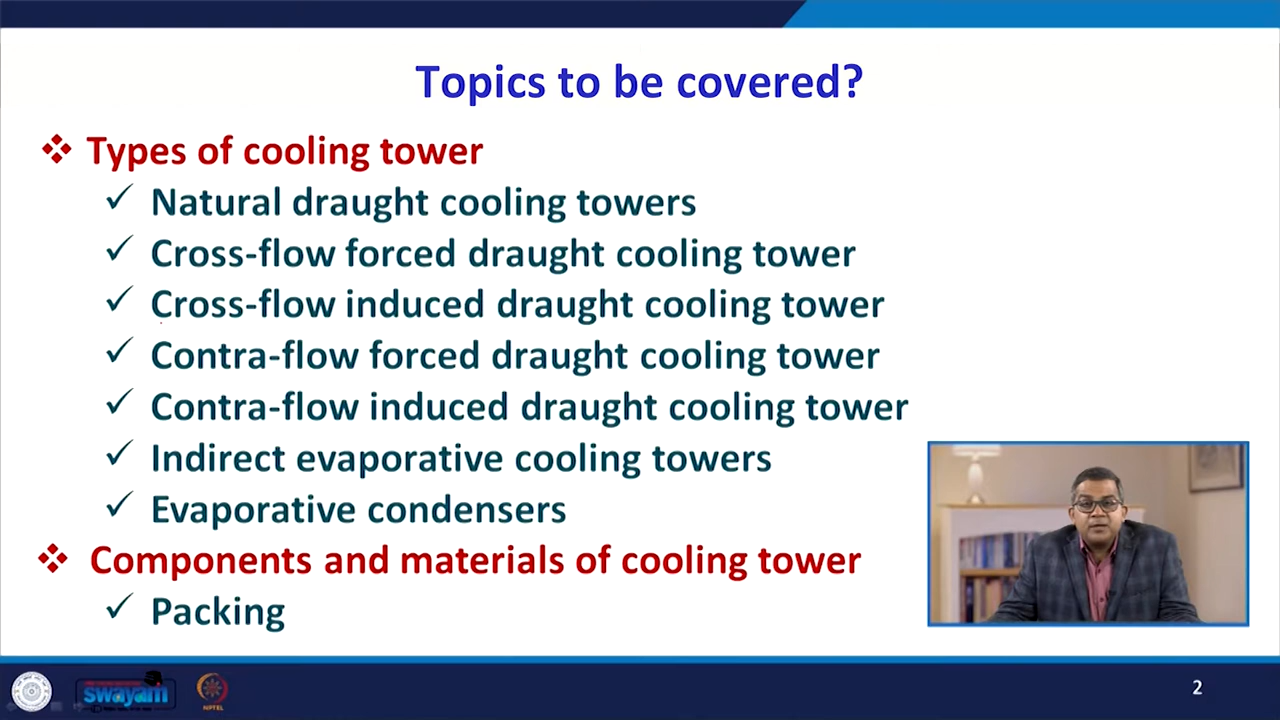 Topics to be covered?
❖ Types of cooling tower
✓ Natural draught cooling towers
✓ Cross-flow forced draught cooling tower
✓ Cross-flow induced draught cooling tower
✓ Contra-flow forced draught cooling tower
✓ Contra-flow induced draught cooling tower
✓ Indirect evaporative cooling towers
✓ Evaporative condensers
❖ Components and materials of cooling tower
✓ Packing
swayam
NPTEL
2